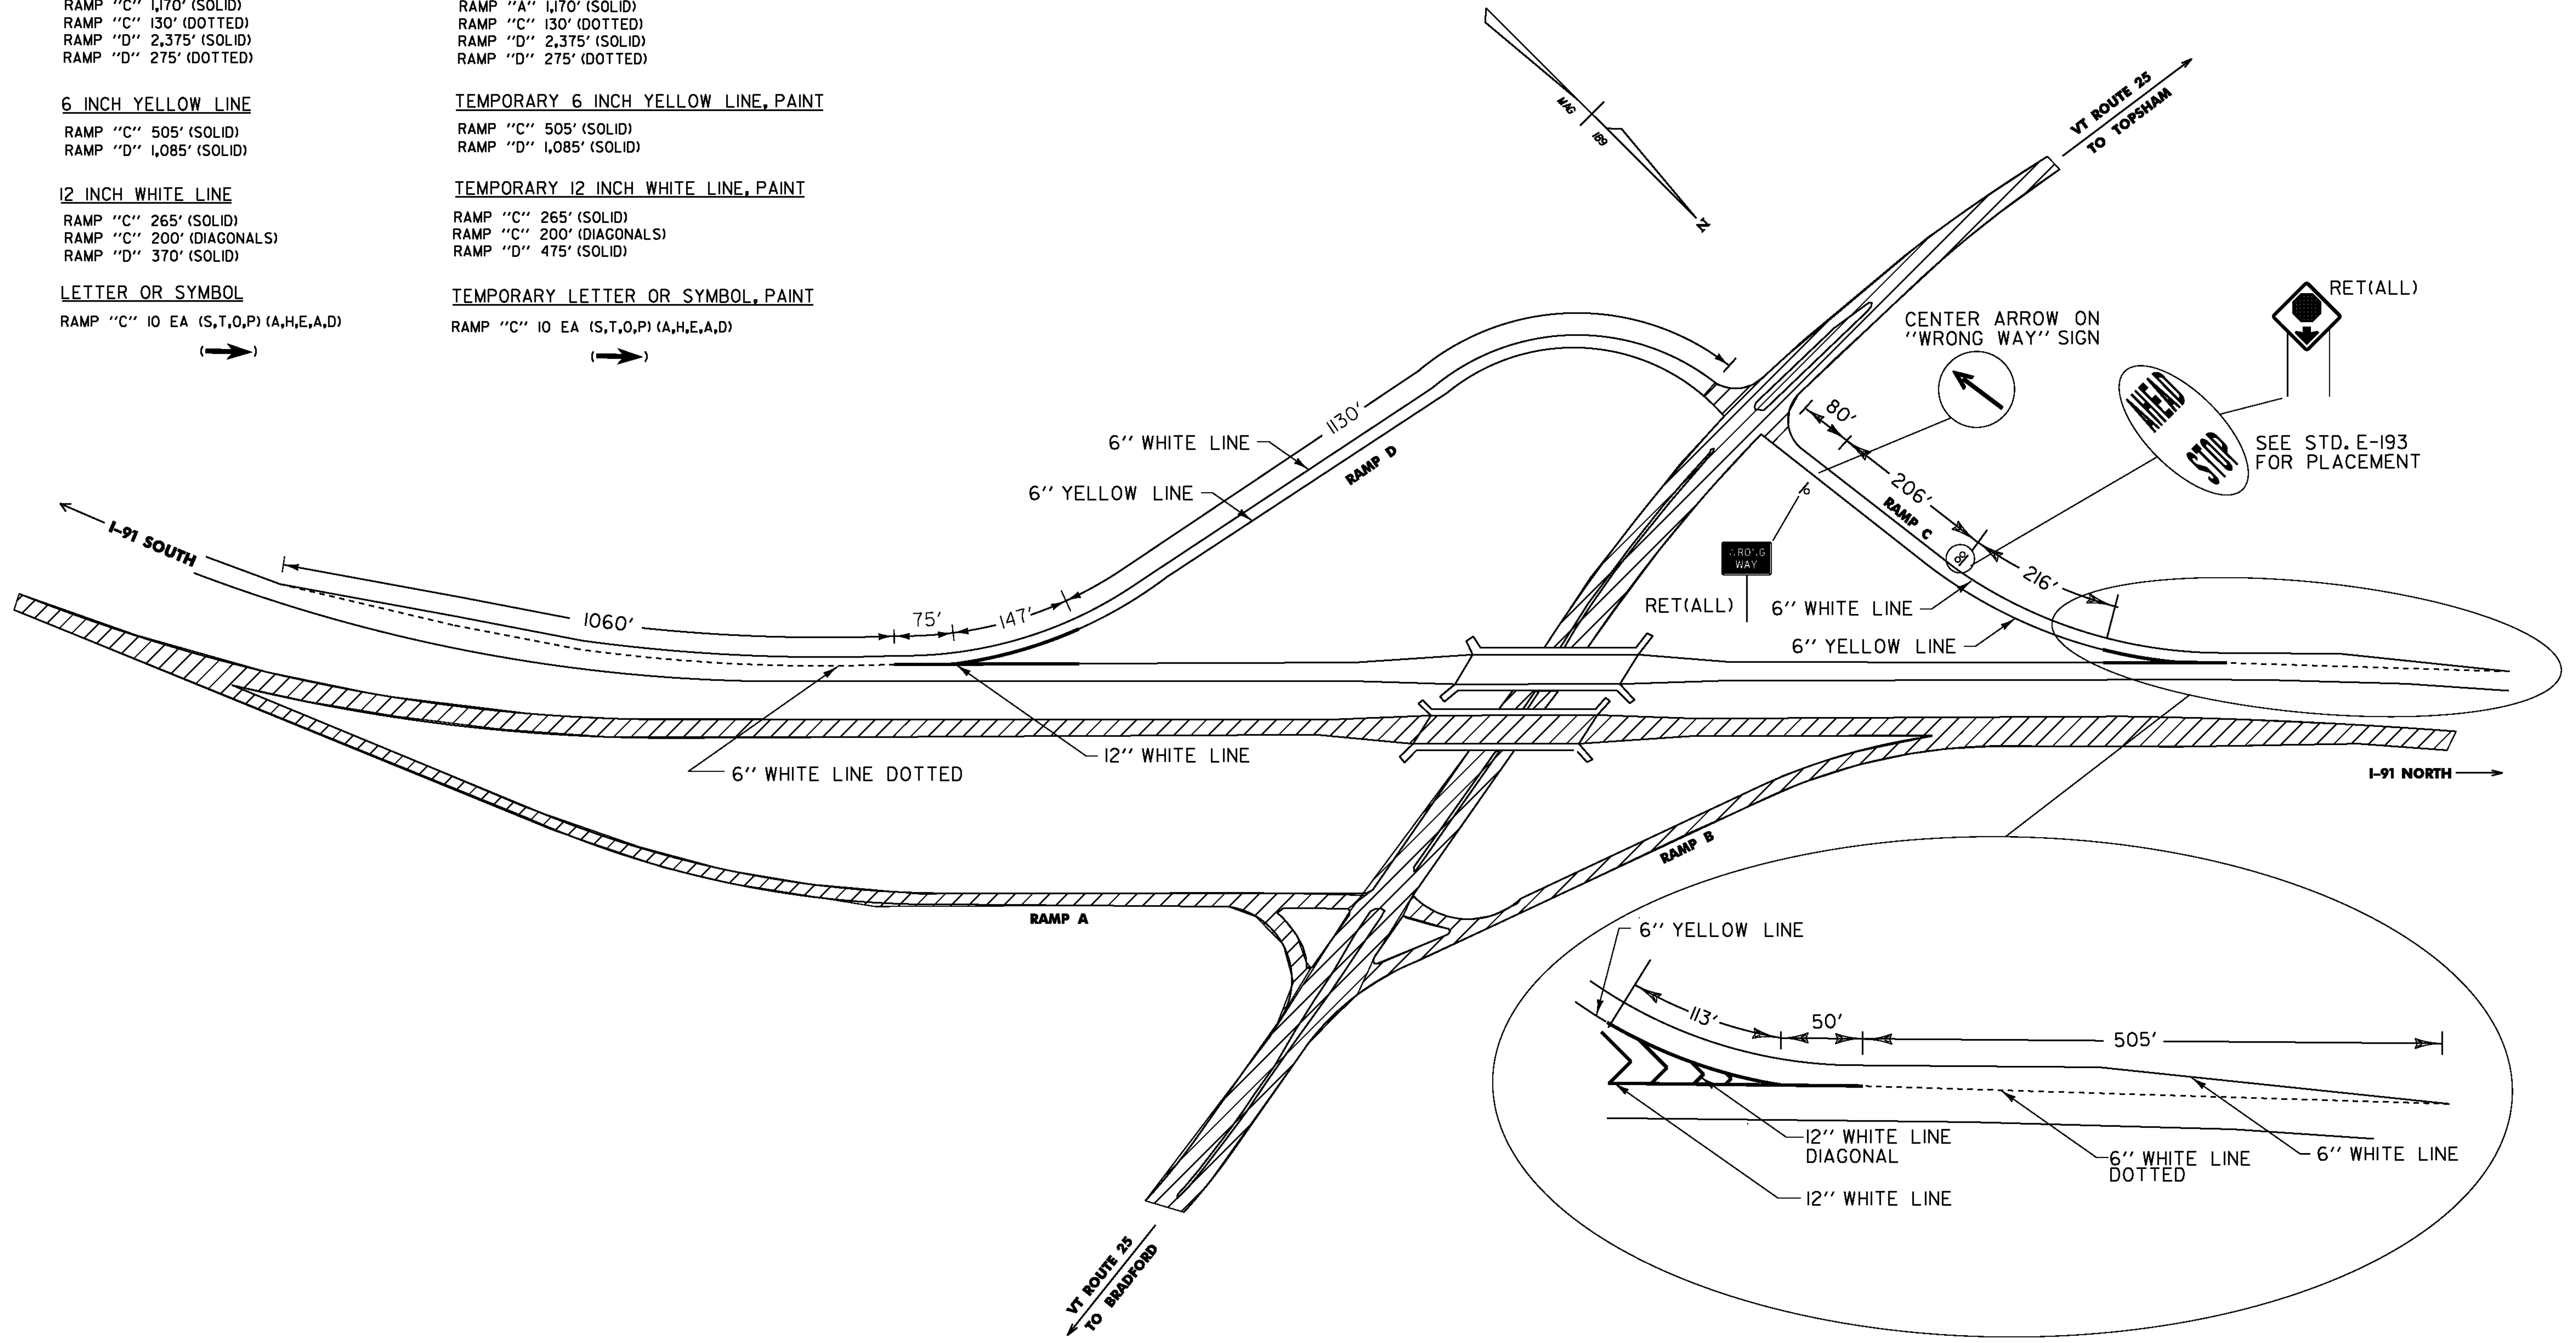 RAMP "C" 1,170' (SOLID)
RAMP "C" 130' (DOTTED)
RAMP "D" 2,375' (SOLID)
RAMP "D" 275' (DOTTED)
6 INCH YELLOW LINE
RAMP "C" 505' (SOLID)
RAMP "D" 1,085' (SOLID)
12 INCH WHITE LINE
RAMP "C" 265' (SOLID)
RAMP "C" 200' (DIAGONALS)
RAMP "D" 370' (SOLID)
LETTER OR SYMBOL
RAMP "C" 10 EA (S,T,O,P) (A,H,E,A,D)
RAMP "A" 1,170' (SOLID)
RAMP "C" 130' (DOTTED)
RAMP "D" 2,375' (SOLID)
RAMP "D" 275' (DOTTED)
TEMPORARY 6 INCH YELLOW LINE, PAINT
RAMP "C" 505' (SOLID)
RAMP "D" 1,085' (SOLID)
TEMPORARY 12 INCH WHITE LINE, PAINT
RAMP "C" 265' (SOLID)
RAMP "C" 200' (DIAGONALS)
RAMP "D" 475' (SOLID)
TEMPORARY LETTER OR SYMBOL, PAINT
RAMP "C" 10 EA (S,T,O,P) (A,H,E,A,D)
MAG
N
VT ROUTE 25
TO TOPSHAM
CENTER ARROW ON
"WRONG WAY" SIGN
RET(ALL)
AHEAD
STOP
SEE STD. E-193
FOR PLACEMENT
80'
206'
RAMP C
216'
1130'
RAMP D
6" WHITE LINE
6" YELLOW LINE
I-91 SOUTH
1060'
75'
147'
WAY
RET(ALL)
6" WHITE LINE
6" YELLOW LINE
6" WHITE LINE DOTTED
12" WHITE LINE
I-91 NORTH
RAMP B
RAMP A
6" YELLOW LINE
113'
50'
505'
12" WHITE LINE
DIAGONAL
12" WHITE LINE
6" WHITE LINE
DOTTED
6" WHITE LINE
VT ROUTE 25
TO BRADFORD